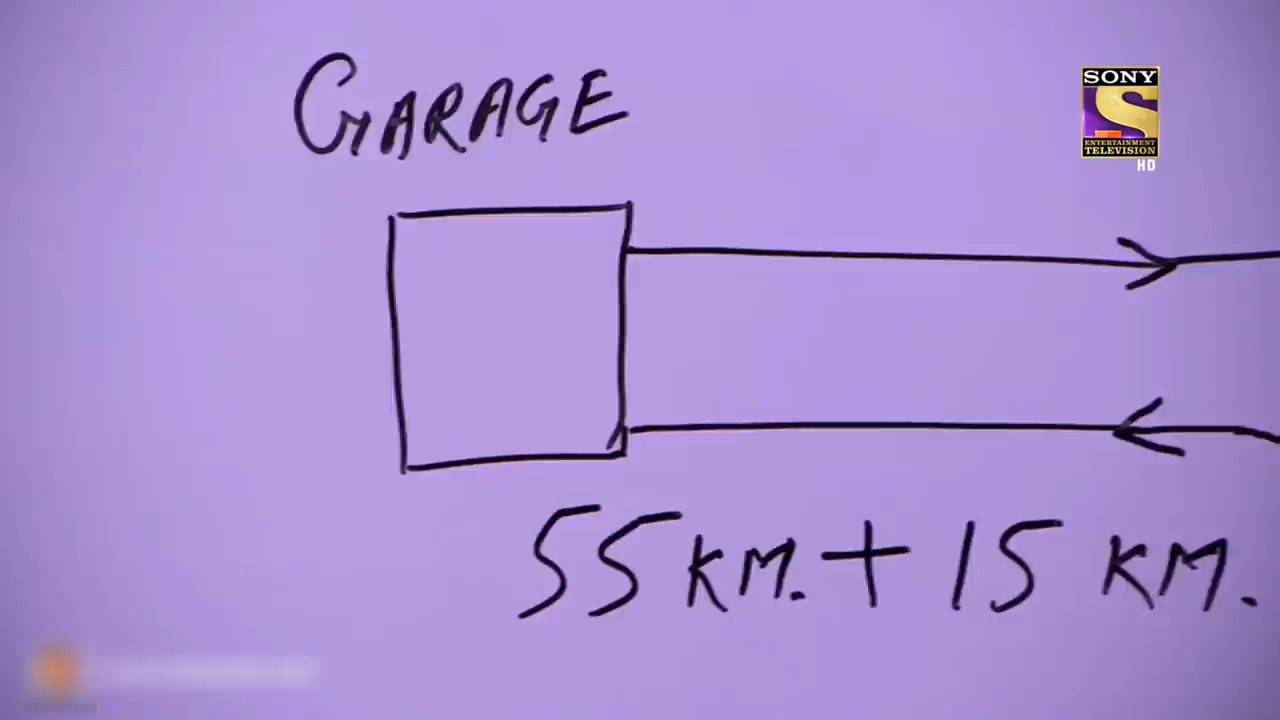 GARAGE
SONY
ENTERTAINMENT
TELEVISION
HD
55 KM. + 15 KM.